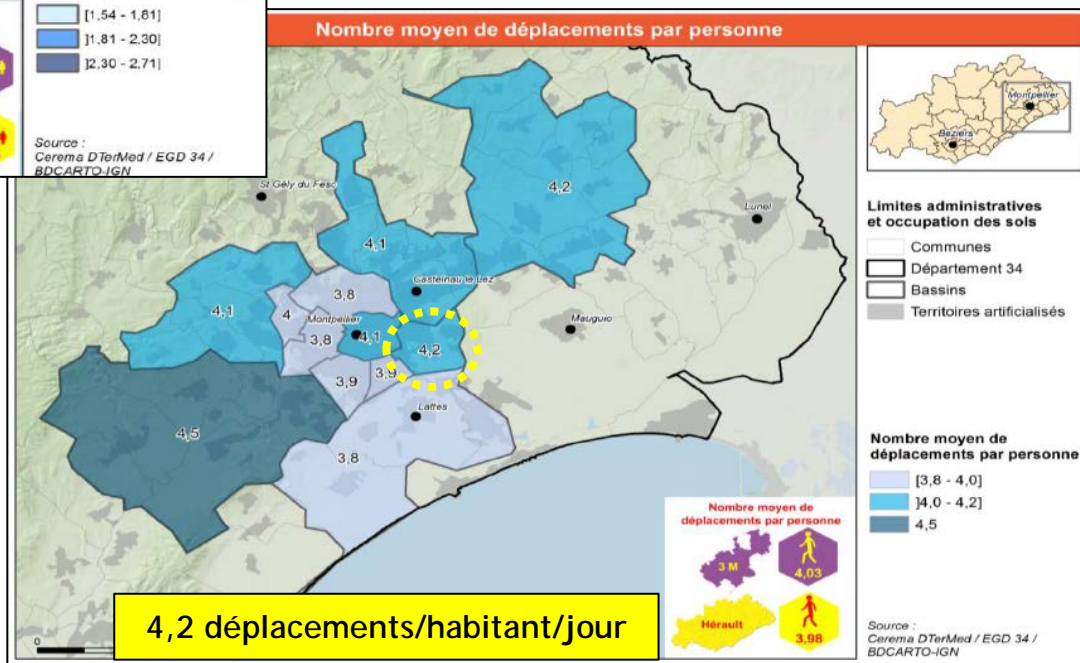 [1,54 - 1,81]
]1,81 - 2,30]
]2,30 - 2,71]
Source :
Cerema DTerMed / EGD 34 /
BDCARTO-IGN
Nombre moyen de déplacements par personne
Montpellier
Beziers
St Gély du Fesc
4,2
Lunel
4,1
Castelnau le Lez
3,8
4,1
4
Montpellier
3,8
4,1
4,2
Mauguio
3,9
3,9
Lattes
4,5
3,8
Limites administratives
et occupation des sols
Communes
Département 34
Bassins
Territoires artificialisés
Nombre moyen de
déplacements par personne
[3,8 - 4,0]
]4,0 - 4,2]
4,5
Nombre moyen de
déplacements par personne
3 M
4,03
Hérault
3,98
Source :
Cerema DTerMed / EGD 34 /
BDCARTO-IGN
0
4,2 déplacements/habitant/jour